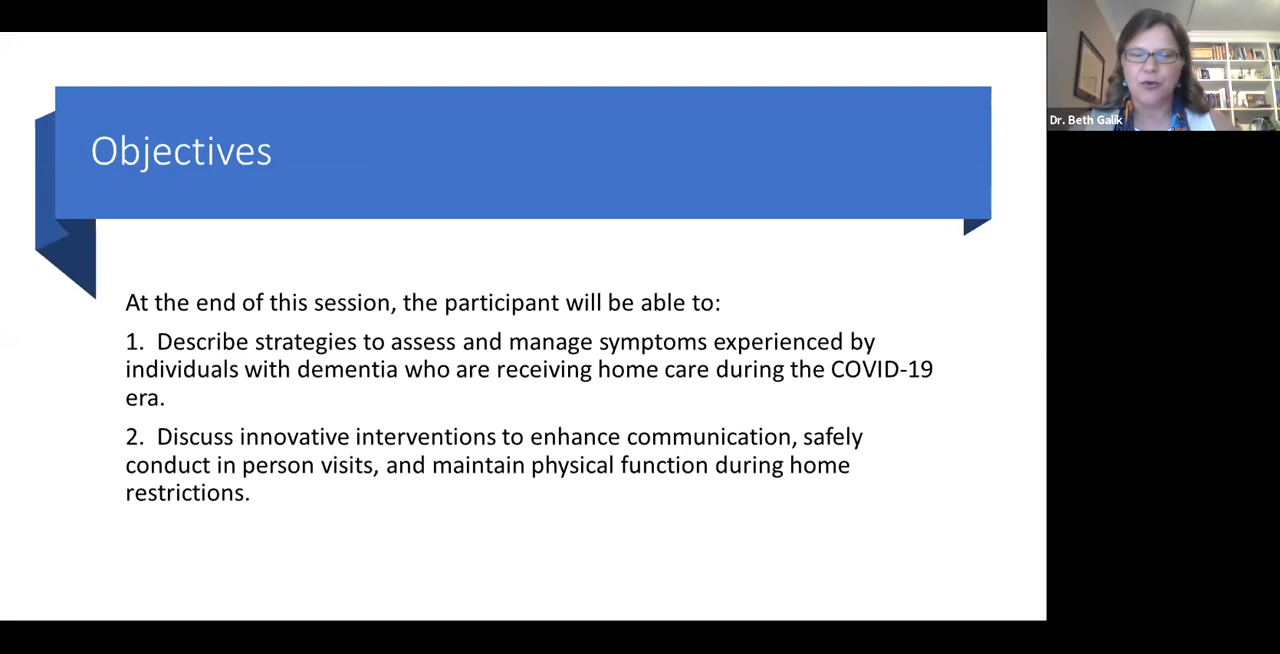 Objectives
At the end of this session, the participant will be able to:
1. Describe strategies to assess and manage symptoms experienced by
individuals with dementia who are receiving home care during the COVID-19
era.
2. Discuss innovative interventions to enhance communication, safely
conduct in person visits, and maintain physical function during home
restrictions.
Dr. Beth Galik